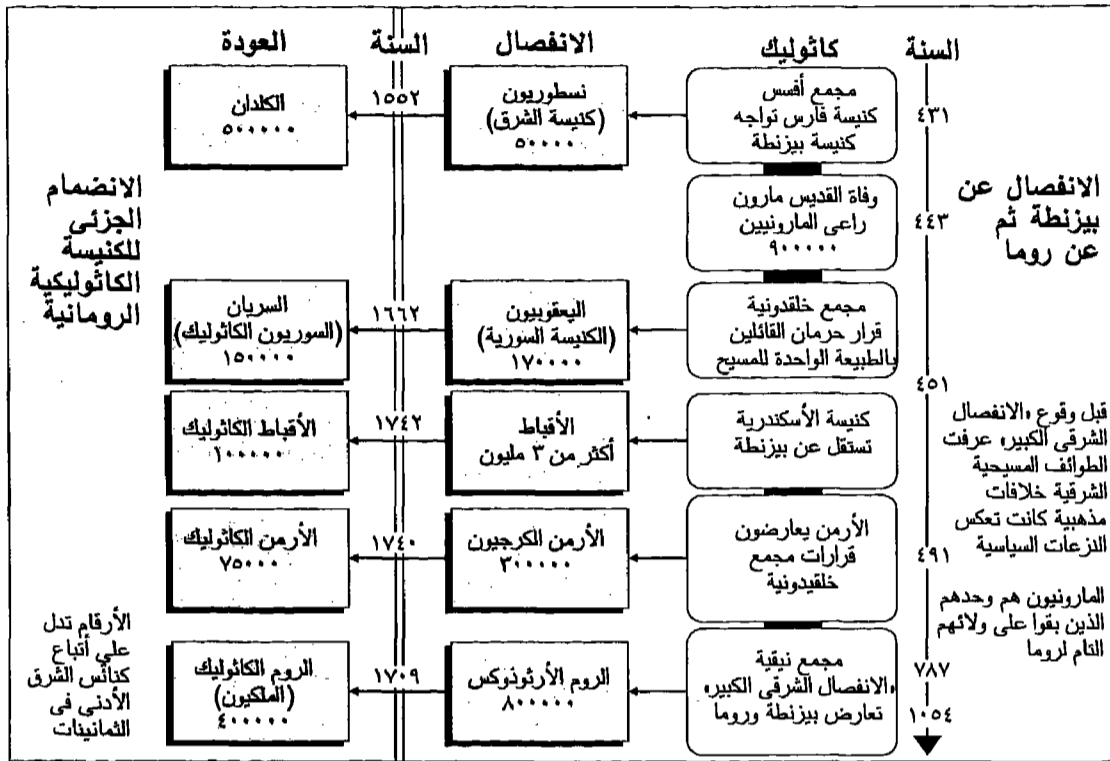 السنة
كاثوليك
الانفصال
السنة
العودة
٤٣١
مجمع أفسس
كنيسة فارس تواجه
كنيسة بيزنطة
نسطوريون
(كنيسة الشرق)
٥٠٠٠٠
١٥٥٢
الكلدان
٥٠٠٠٠٠
الانفصال عن
بيزنطة ثم
عن روما
٤٤٣
وفاة القديس مارون
راعى المارونيين
٩٠٠٠٠٠
الانضمام
الجزئى
للكنيسة
الكاثوليكية
الرومانية
مجمع خلقدونية
قرار حرمان القائلين
بالطبيعة الواحدة للمسيح
اليعقوبيون
(الكنيسة السورية)
١٧٠٠٠٠
١٦٦٢
السريان
(السوريون الكاثوليك)
١٥٠٠٠٠
٤٥١
كنيسة الأسكندرية
تستقل عن بيزنطة
الأقباط
أكثر من ٣ مليون
١٧٤٢
الأقباط الكاثوليك
١٠٠٠٠٠
قبل وقوع «الانفصال
الشرقى الكبير» عرفت
الطوائف المسيحية
الشرقية خلافات
مذهبية كانت تعكس
النزعات السياسية
٤٩١
الأرمن يعارضون
قرارات مجمع
خلقيدونية
الأرمن الكرجيون
٣٠٠٠٠٠
١٧٤٠
الأرمن الكاثوليك
٧٥٠٠٠
المارونيون هم وحدهم
الذين بقوا على ولائهم
التام لروما
٧٨٧
١٠٥٤
مجمع نيقية
«الانفصال الشرقى الكبير»
تعارض بيزنطة وروما
الروم الأرثوذوكس
٨٠٠٠٠٠
١٧٠٩
الروم الكاثوليك
(الملكيون)
٤٠٠٠٠٠
الأرقام تدل
على أتباع
كنائس الشرق
الأدنى فى
الثمانينات